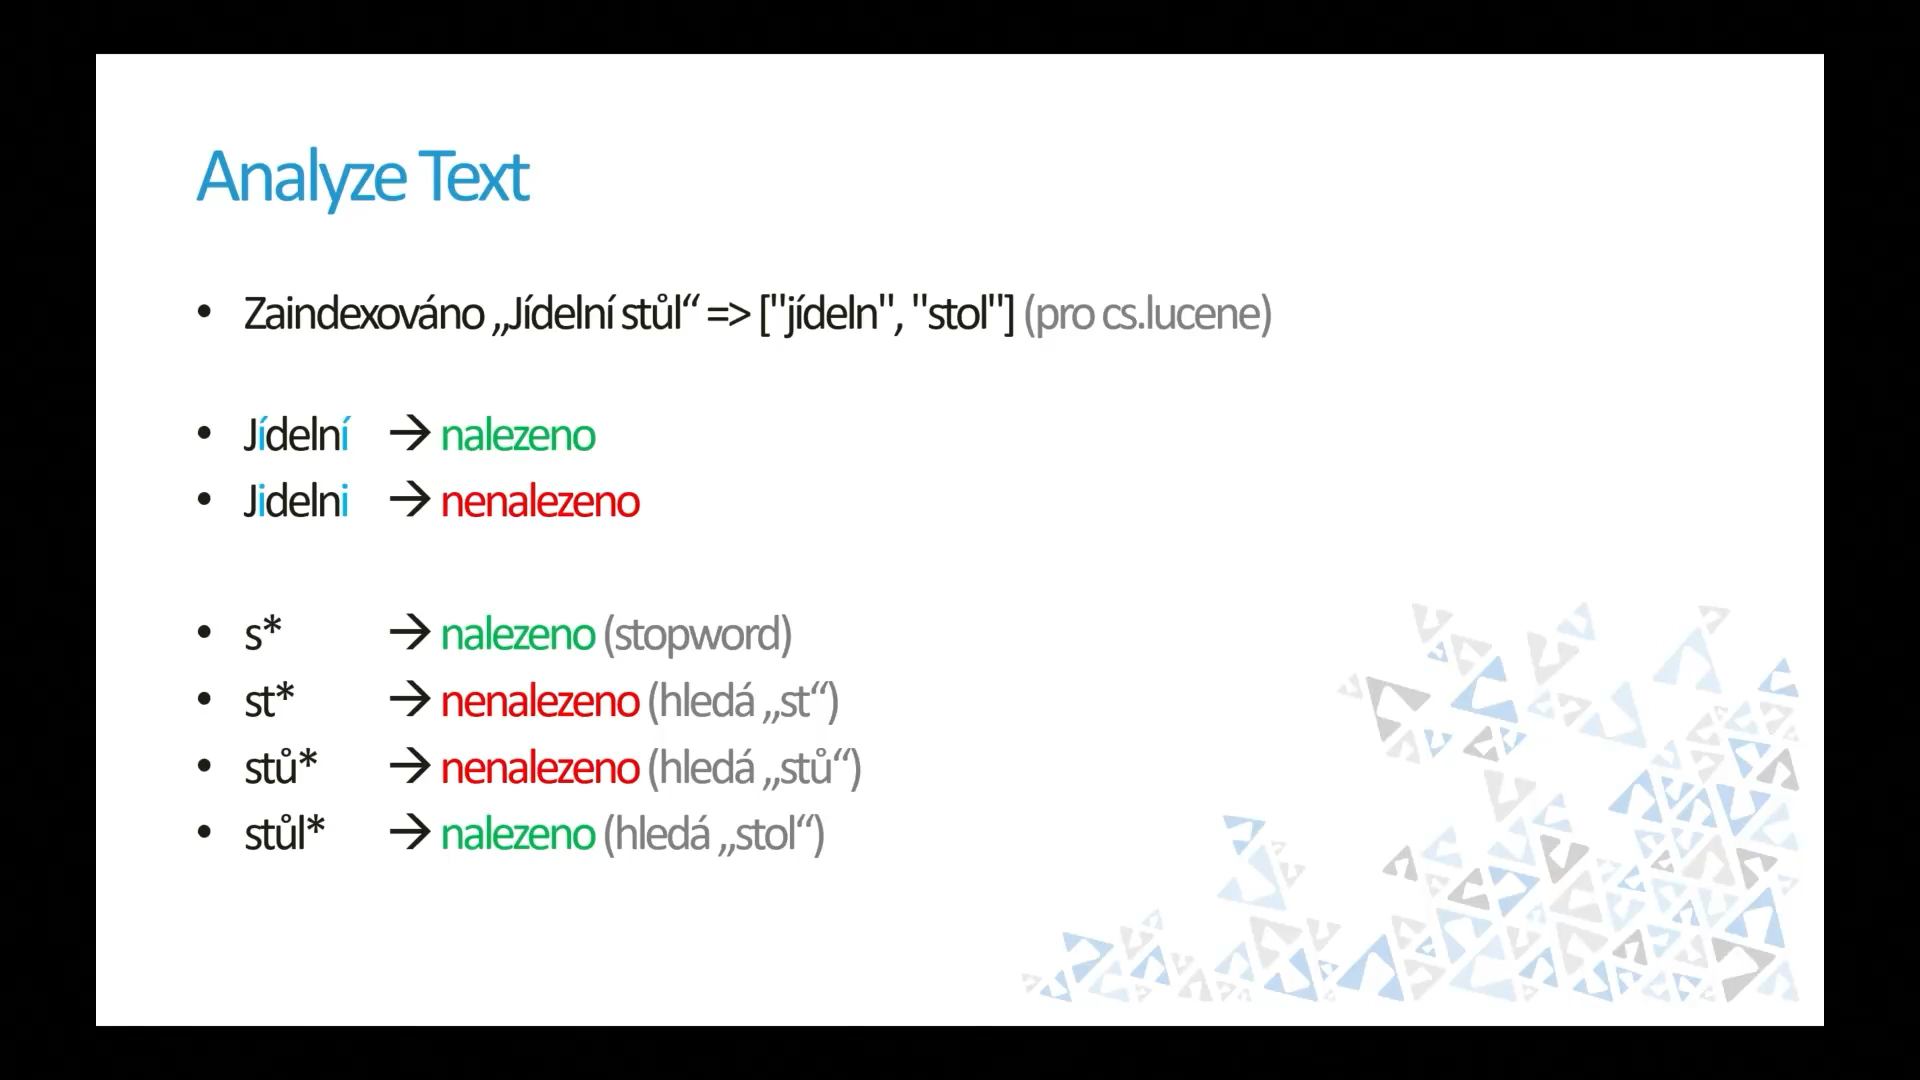 Analyze Text
• Zaindexováno „Jídelní stůl“ => ["jídeln", "stol"] (pro cs.lucene)
• Jídelní → nalezeno
• Jidelni → nenalezeno
• s* → nalezeno (stopword)
• st* → nenalezeno (hledá „st“)
• stů* → nenalezeno (hledá „stů“)
• stůl* → nalezeno (hledá „stol“)